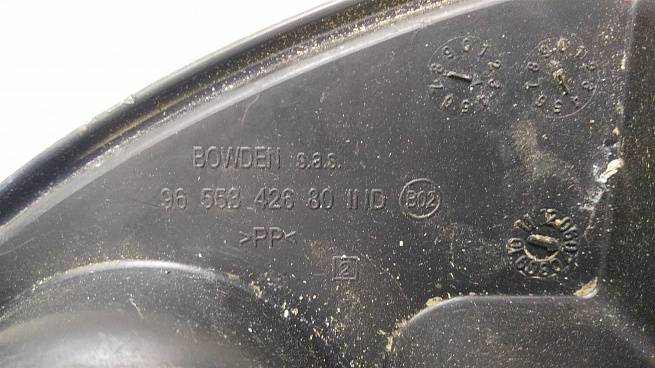 BOWDEN s.a.s.
96 553 426 80 IND B02
>PP<
2